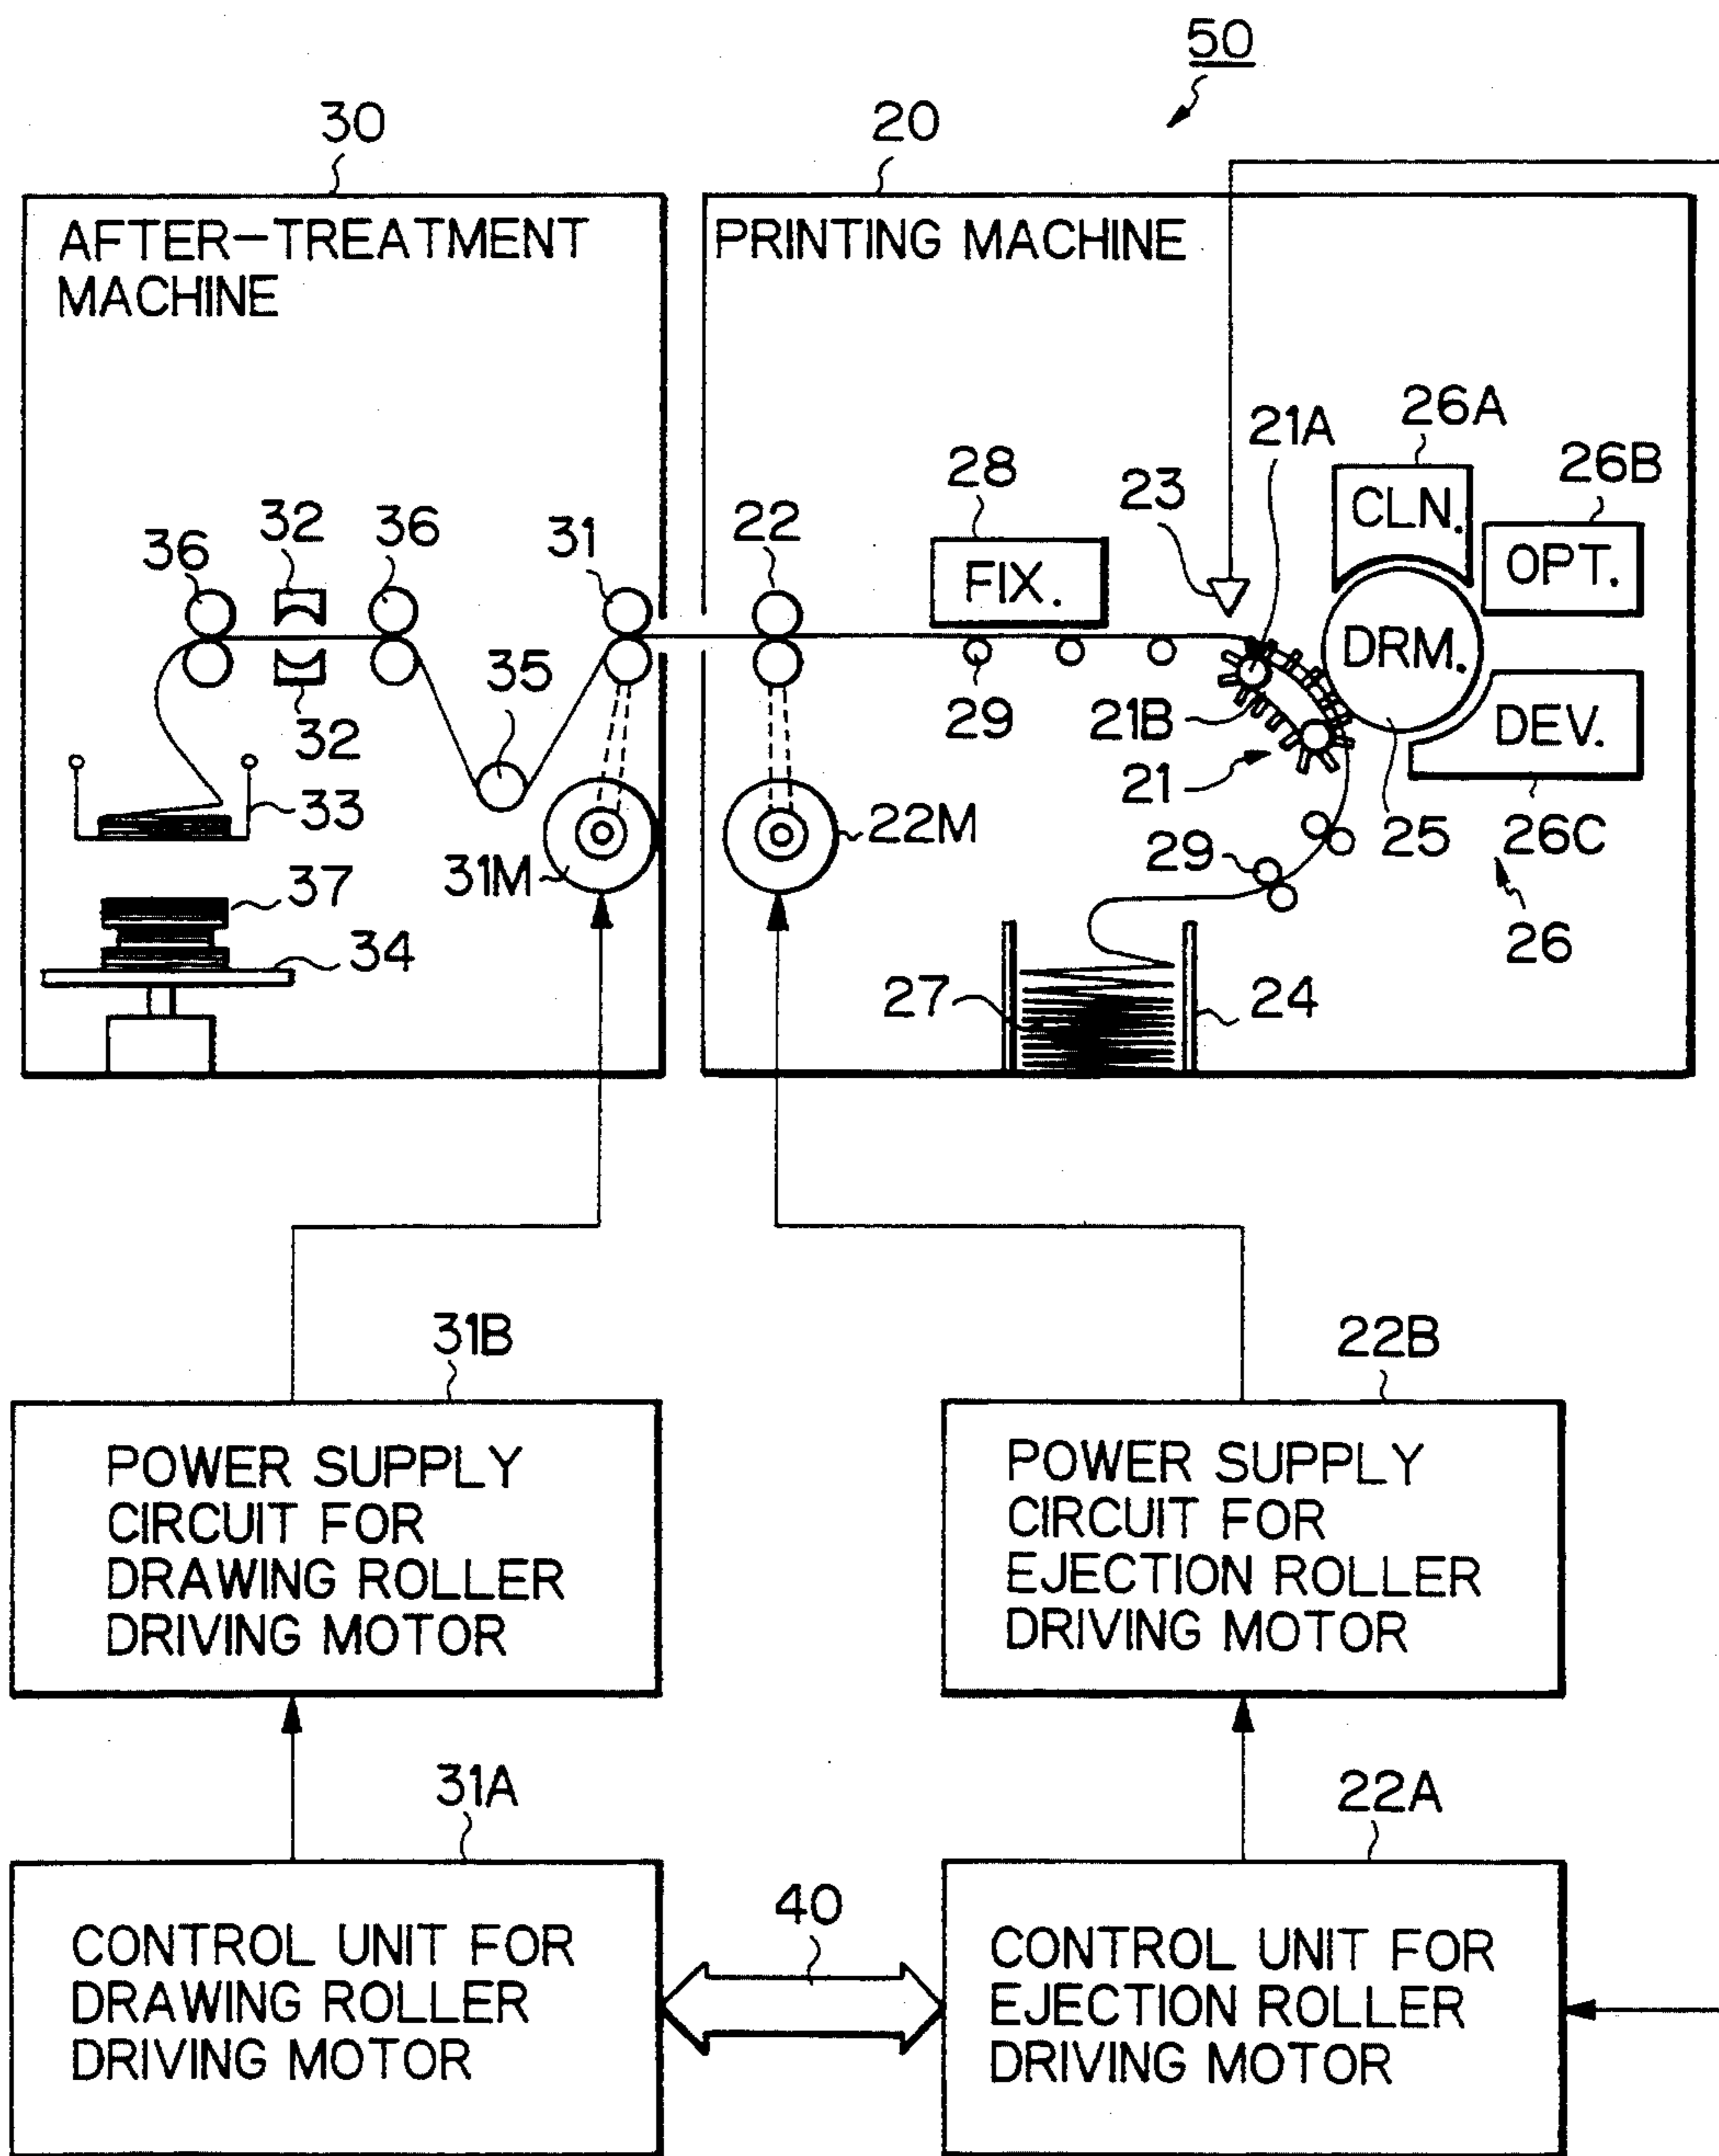 50
30
20
AFTER-TREATMENT
MACHINE
PRINTING MACHINE
21A
26A
26B
28
23
CLN.
36
32
36
31
22
FIX.
OPT.
35
DRM.
32
29
21B
DEV.
33
21
22M
25
26C
31M
29
37
26
34
27
24
31B
22B
POWER SUPPLY
CIRCUIT FOR
DRAWING ROLLER
DRIVING MOTOR
POWER SUPPLY
CIRCUIT FOR
EJECTION ROLLER
DRIVING MOTOR
31A
22A
40
CONTROL UNIT FOR
DRAWING ROLLER
DRIVING MOTOR
CONTROL UNIT FOR
EJECTION ROLLER
DRIVING MOTOR